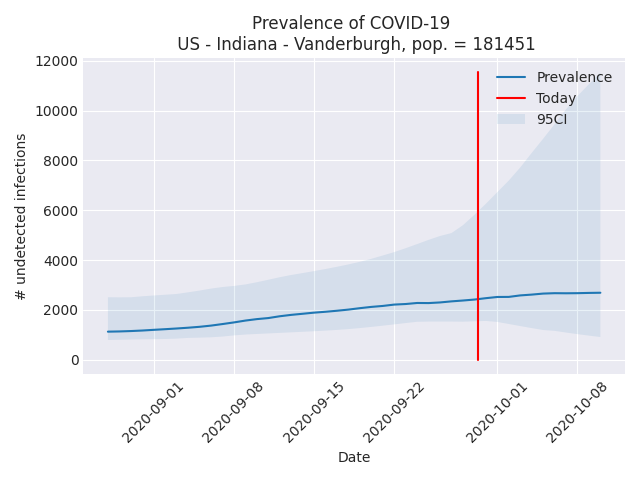 Prevalence of COVID-19
US - Indiana - Vanderburgh, pop. = 181451
12000
10000
8000
6000
4000
2000
0
# undetected infections
Prevalence
Today
95CI
2020-09-01
2020-09-08
2020-09-15
2020-09-22
2020-10-01
2020-10-08
Date